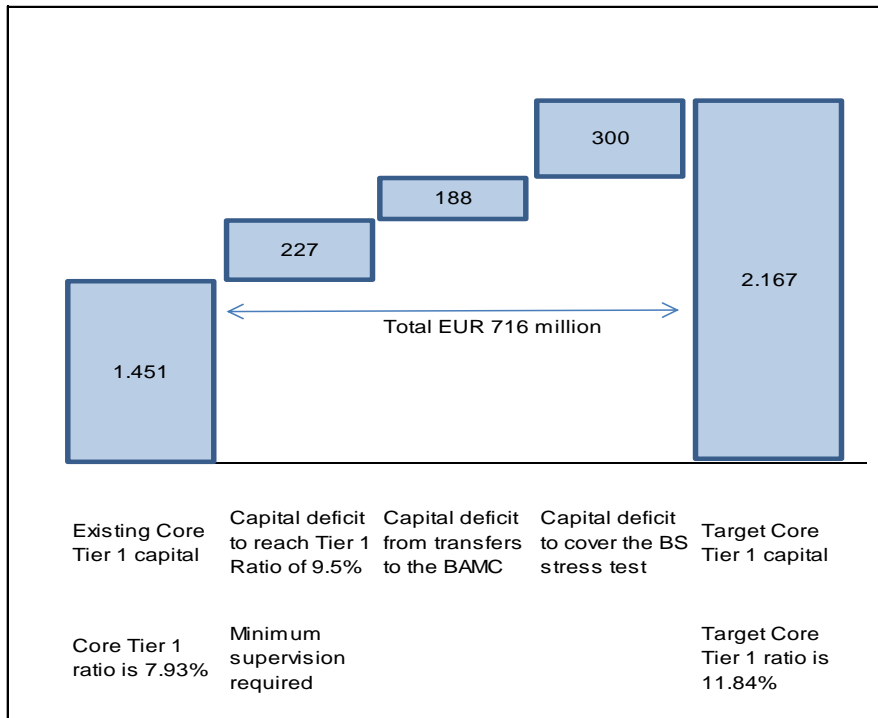 300
188
227
2.167
Total EUR 716 million
1.451
Existing Core
Tier 1 capital
Capital deficit
to reach Tier 1
Ratio of 9.5%
Capital deficit
from transfers
to the BAMC
Capital deficit
to cover the BS
stress test
Target Core
Tier 1 capital
Core Tier 1
ratio is 7.93%
Minimum
supervision
required
Target Core
Tier 1 ratio is
11.84%